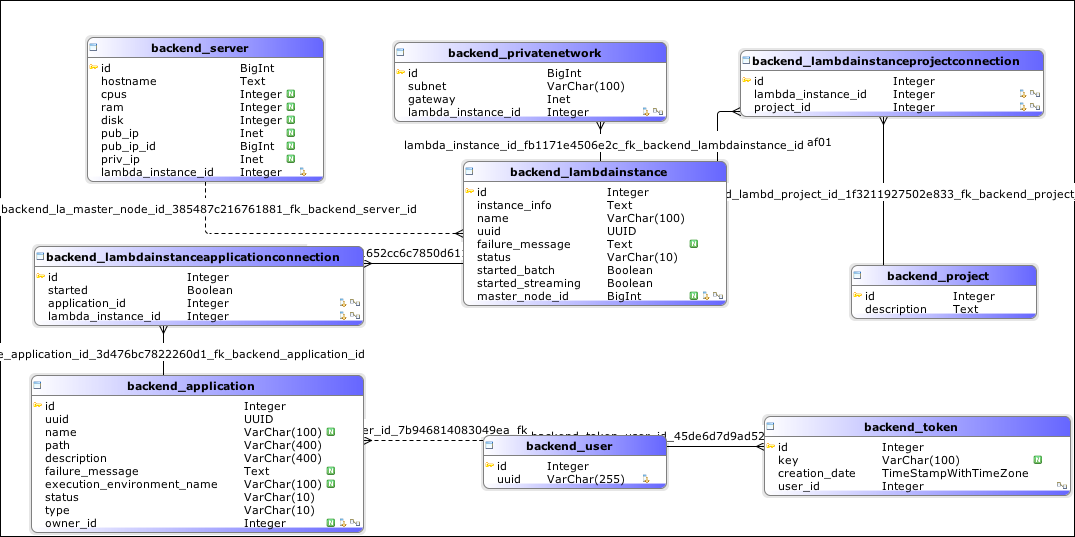 backend_server
id BigInt
hostname Text
cpus Integer N
ram Integer N
disk Integer N
pub_ip Inet N
pub_ip_id BigInt N
priv_ip Inet N
lambda_instance_id Integer
backend_privatenetwork
id BigInt
subnet VarChar(100)
gateway Inet
lambda_instance_id Integer
backend_lambdainstanceprojectconnection
id Integer
lambda_instance_id Integer
project_id Integer
lambda_instance_id_fb1171e4506e2c_fk_backend_lambdainstance_id af01
backend_lambdainstance
id Integer
instance_info Text
name VarChar(100)
uuid UUID
failure_message Text N
status VarChar(10)
started_batch Boolean
started_streaming Boolean
master_node_id BigInt N
d_lambd_project_id_1f3211927502e833_fk_backend_project_
backend_la_master_node_id_385487c216761881_fk_backend_server_id
backend_lambdainstanceapplicationconnection
id Integer
started Boolean
application_id Integer
lambda_instance_id Integer
652cc6c7850d61
backend_project
id Integer
description Text
e_application_id_3d476bc7822260d1_fk_backend_application_id
backend_application
id Integer
uuid UUID
name VarChar(100) N
path VarChar(400)
description VarChar(400)
failure_message Text N
execution_environment_name VarChar(100) N
status VarChar(10)
type VarChar(10)
owner_id Integer N
er_id_7b946814083049ea_fk_
backend_token_user_id_45de6d7d9ad52
backend_user
id Integer
uuid VarChar(255)
backend_token
id Integer
key VarChar(100) N
creation_date TimeStampWithTimeZone
user_id Integer